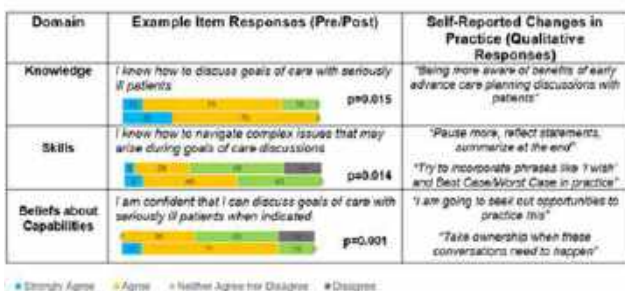 Domain
Example Item Responses (Pre/Post)
Self-Reported Changes in
Practice (Qualitative
Responses)
Knowledge
I know how to discuss goals of care with seriously
ill patients
p=0.015
"Being more aware of benefits of early
advance care planning discussions with
patients"
Skills
I know how to navigate complex issues that may
arise during goals of care discussions
p=0.014
"Pause more, reflect statements,
summarize at the end"
"Try to incorporate phrases like 'I wish'
and Best Case/Worst Case in practice"
Beliefs about
Capabilities
I am confident that I can discuss goals of care with
seriously ill patients when indicated
p=0.001
"I am going to seek out opportunities to
practice this"
"Take ownership when these
conversations need to happen"
Strongly Agree Agree Neither Agree nor Disagree Disagree